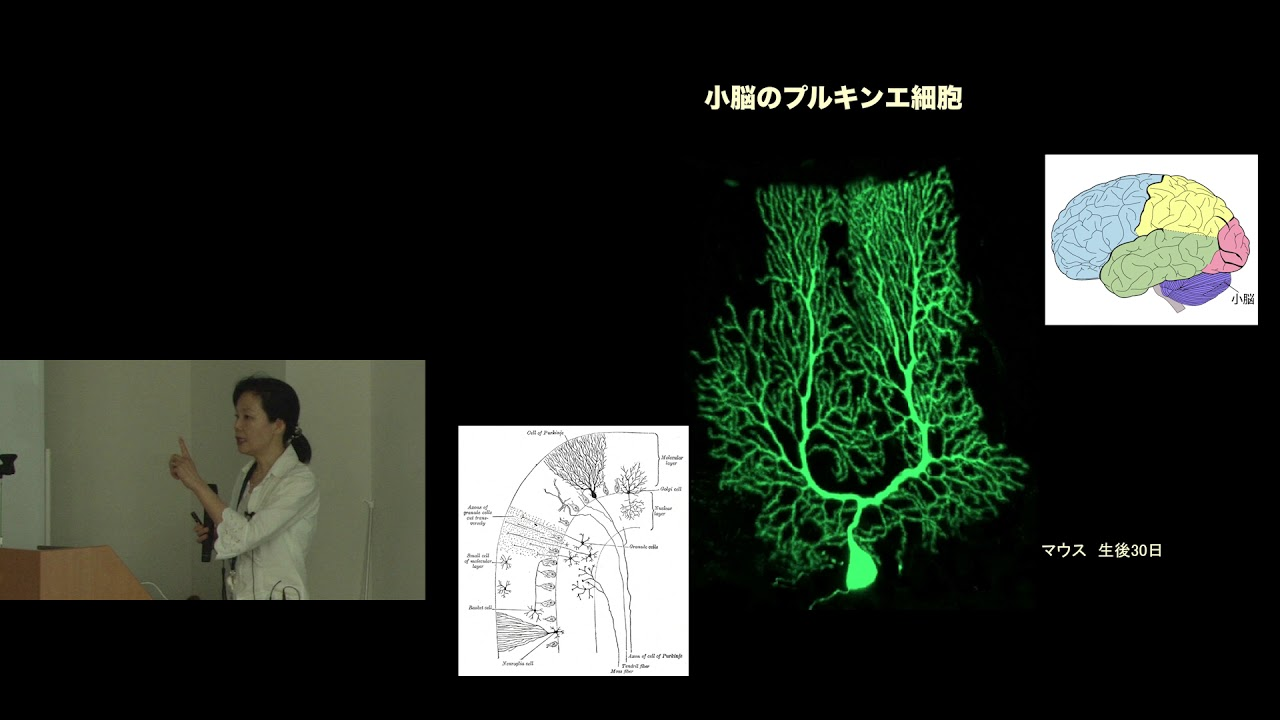 小脳のプルキンエ細胞
小脳
Cell of Purkinje
Molecular
layer
Golgi cell
Nuclear
layer
Axons of
granule cells
cut trans-
versely
Granule cells
Small cell
of molecular
layer
Basket cell
Neuroglia cell
Axon of cell of Purkinje
Tendril fiber
Moss fiber
マウス 生後30日